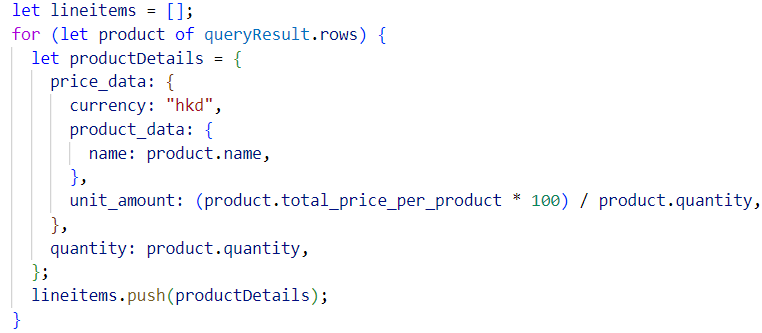 let lineitems = [];
for (let product of queryResult.rows) {
let productDetails = {
price_data: {
currency: "hkd",
product_data: {
name: product.name,
},
unit_amount: (product.total_price_per_product * 100) / product.quantity,
},
quantity: product.quantity,
};
lineitems.push(productDetails);
}